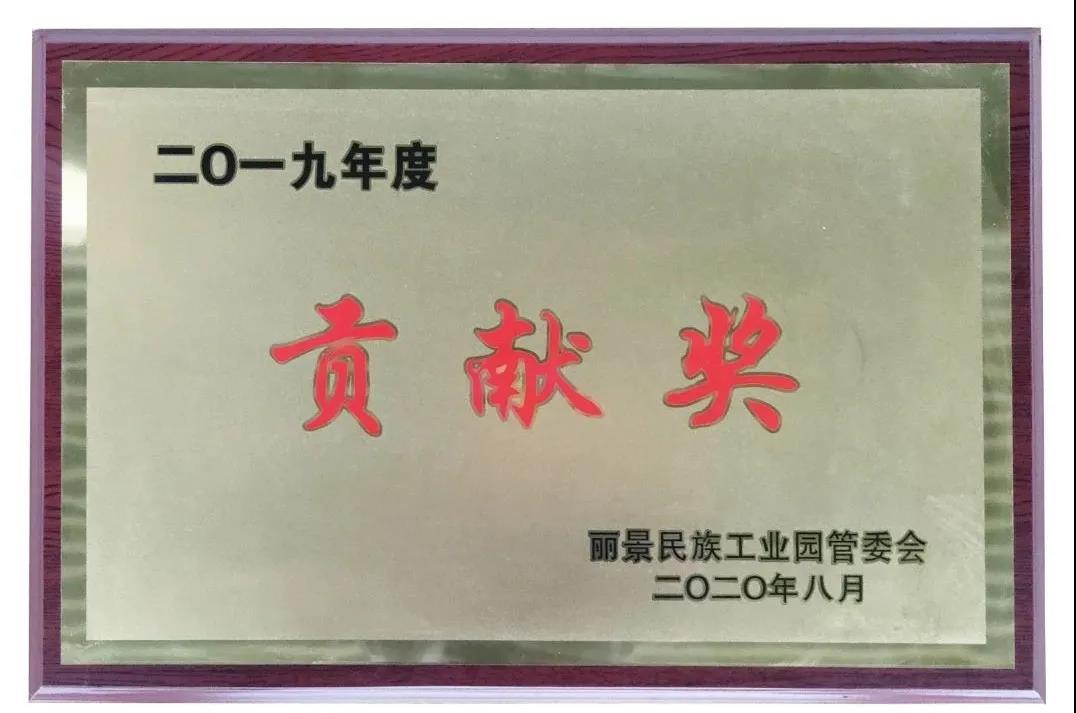 二O一九年度
贡献奖
丽景民族工业园管委会
二O二O年八月